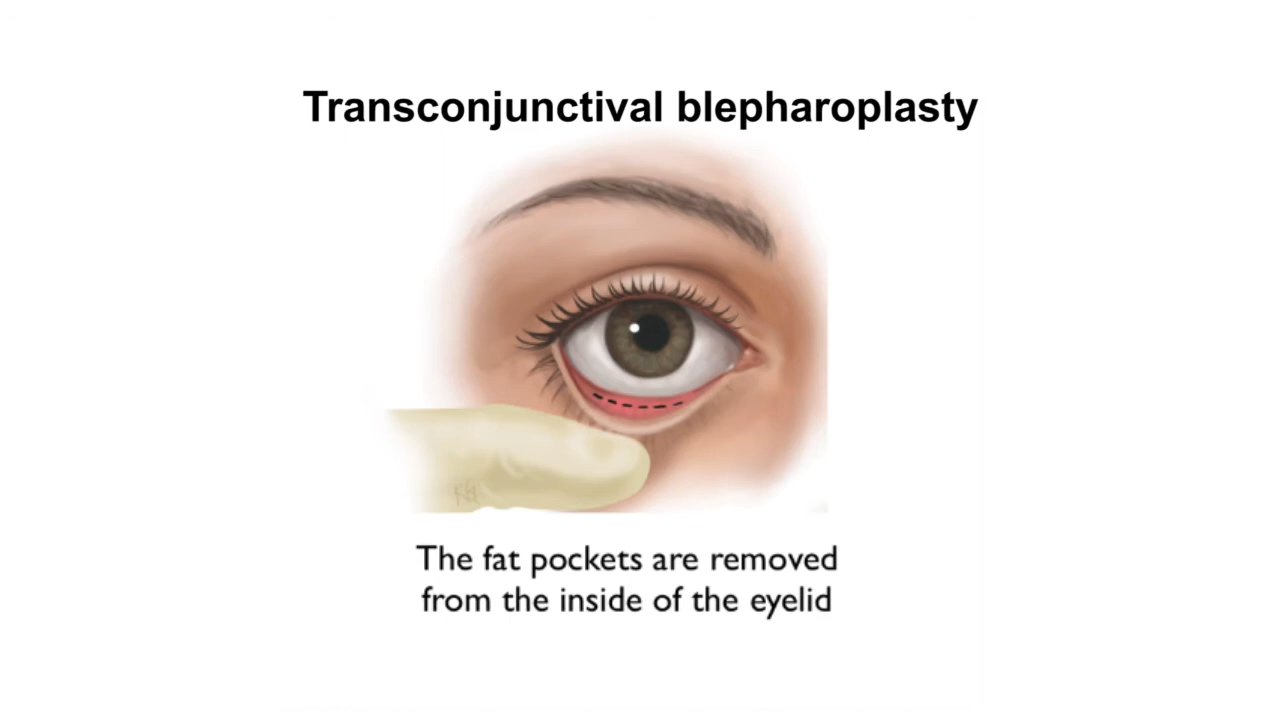 Transconjunctival blepharoplasty
The fat pockets are removed
from the inside of the eyelid